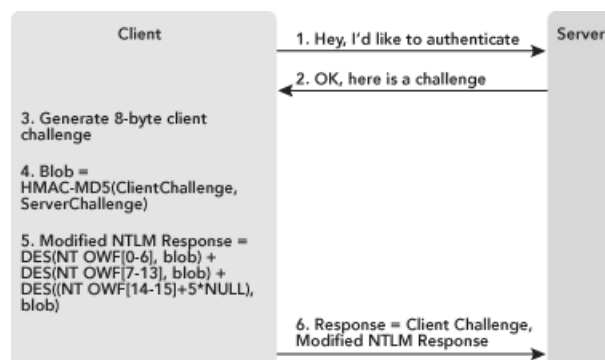 Client
Server
1. Hey, I'd like to authenticate
2. OK, here is a challenge
3. Generate 8-byte client
challenge
4. Blob =
HMAC-MD5(ClientChallenge,
ServerChallenge)
5. Modified NTLM Response =
DES(NT OWF[0-6], blob) +
DES(NT OWF[7-13], blob) +
DES((NT OWF[14-15]+5*NULL),
blob)
6. Response = Client Challenge,
Modified NTLM Response